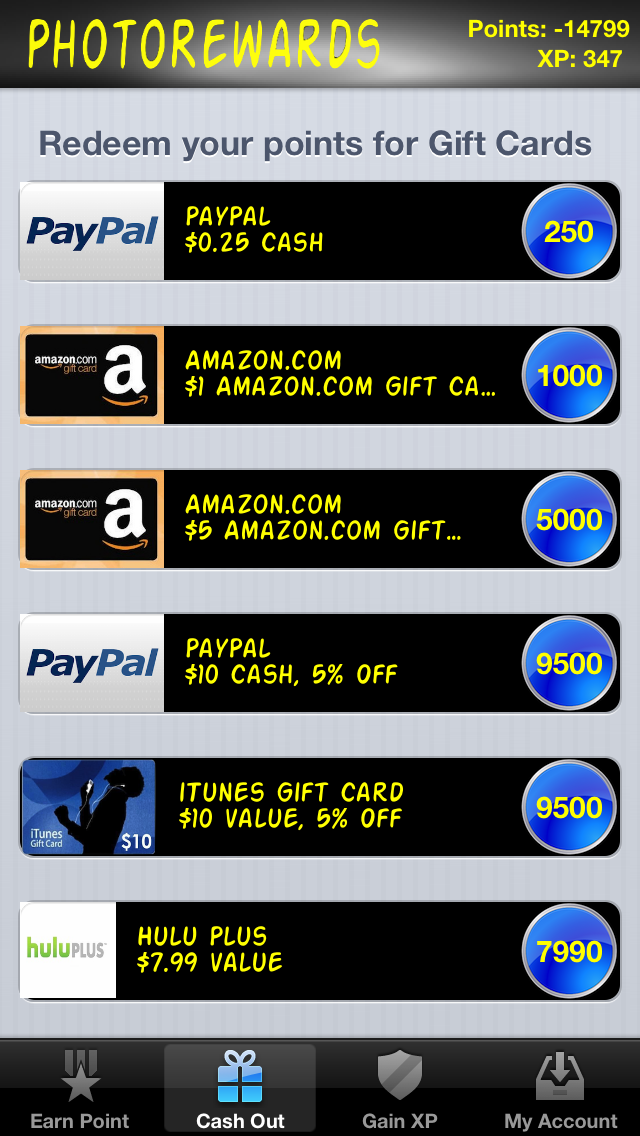 PHOTOREWARDS
Points: -14799
XP: 347
Redeem your points for Gift Cards
PayPal
PAYPAL
$0.25 CASH
250
amazon.com
gift card
a
AMAZON.COM
$1 AMAZON.COM GIFT CA...
1000
amazon.com
gift card
a
AMAZON.COM
$5 AMAZON.COM GIFT...
5000
PayPal
PAYPAL
$10 CASH, 5% OFF
9500
iTunes
Gift Card
$10
ITUNES GIFT CARD
$10 VALUE, 5% OFF
9500
hulu PLUS
HULU PLUS
$7.99 VALUE
7990
Earn Point
Cash Out
Gain XP
My Account